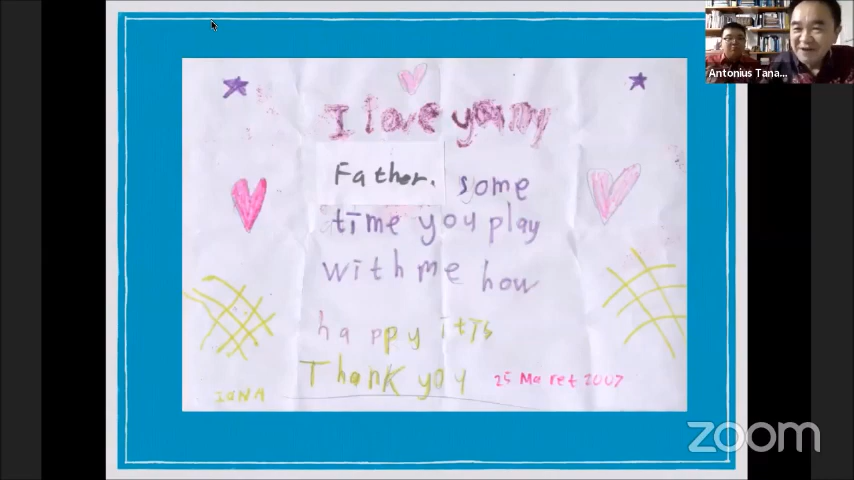 Antonius Tana...
I love you my
Father. some
time you play
with me how
happy itis
Thank you
25 Maret 2007
IANA
zoom